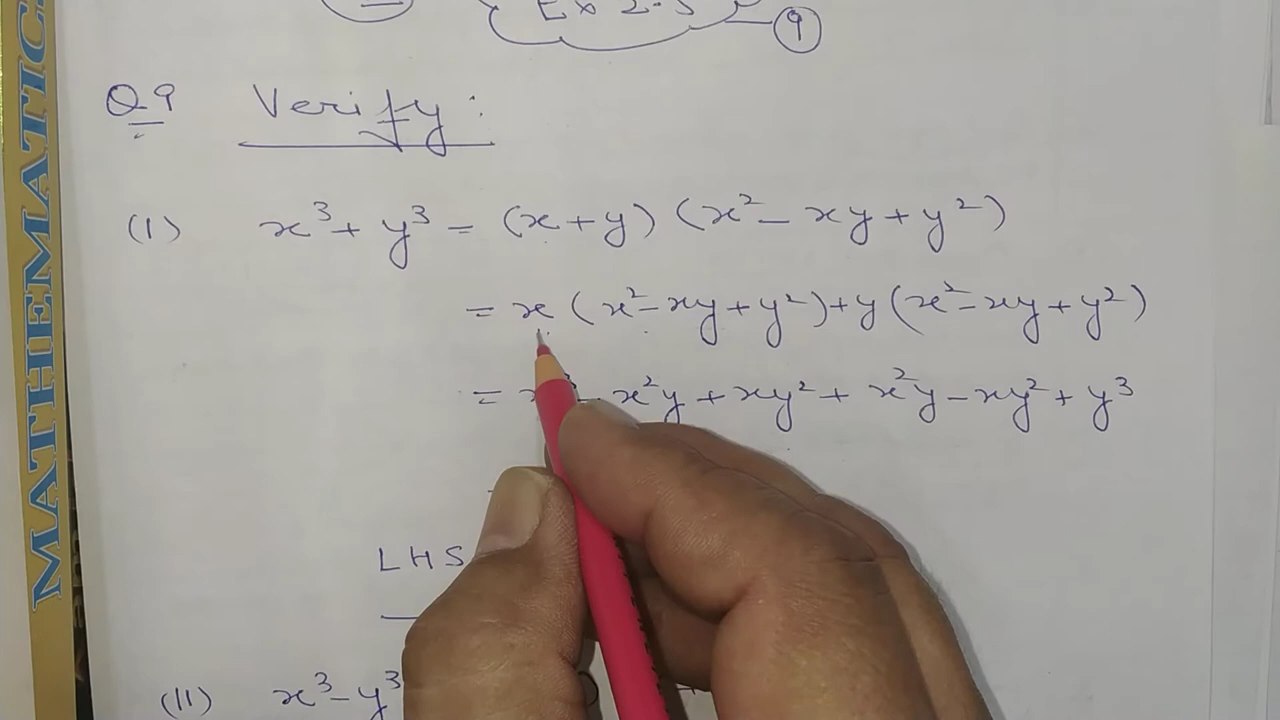 Ex 2.5
9
Q9 Verify:
(I) x³ + y³ = (x + y) (x² - xy + y²)
= x (x² - xy + y²) + y (x² - xy + y²)
= x³ - x²y + xy² + x²y - xy² + y³
LHS
(II) x³ - y³
MATHEMATICS